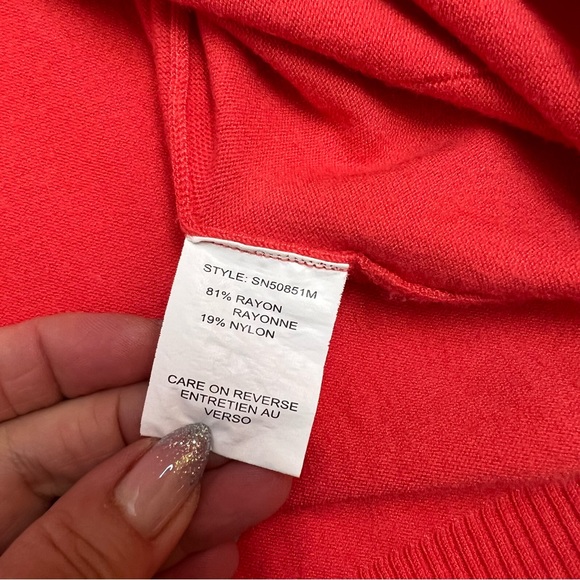 STYLE: SN50851M
81% RAYON
RAYONNE
19% NYLON
CARE ON REVERSE
ENTRETIEN AU
VERSO